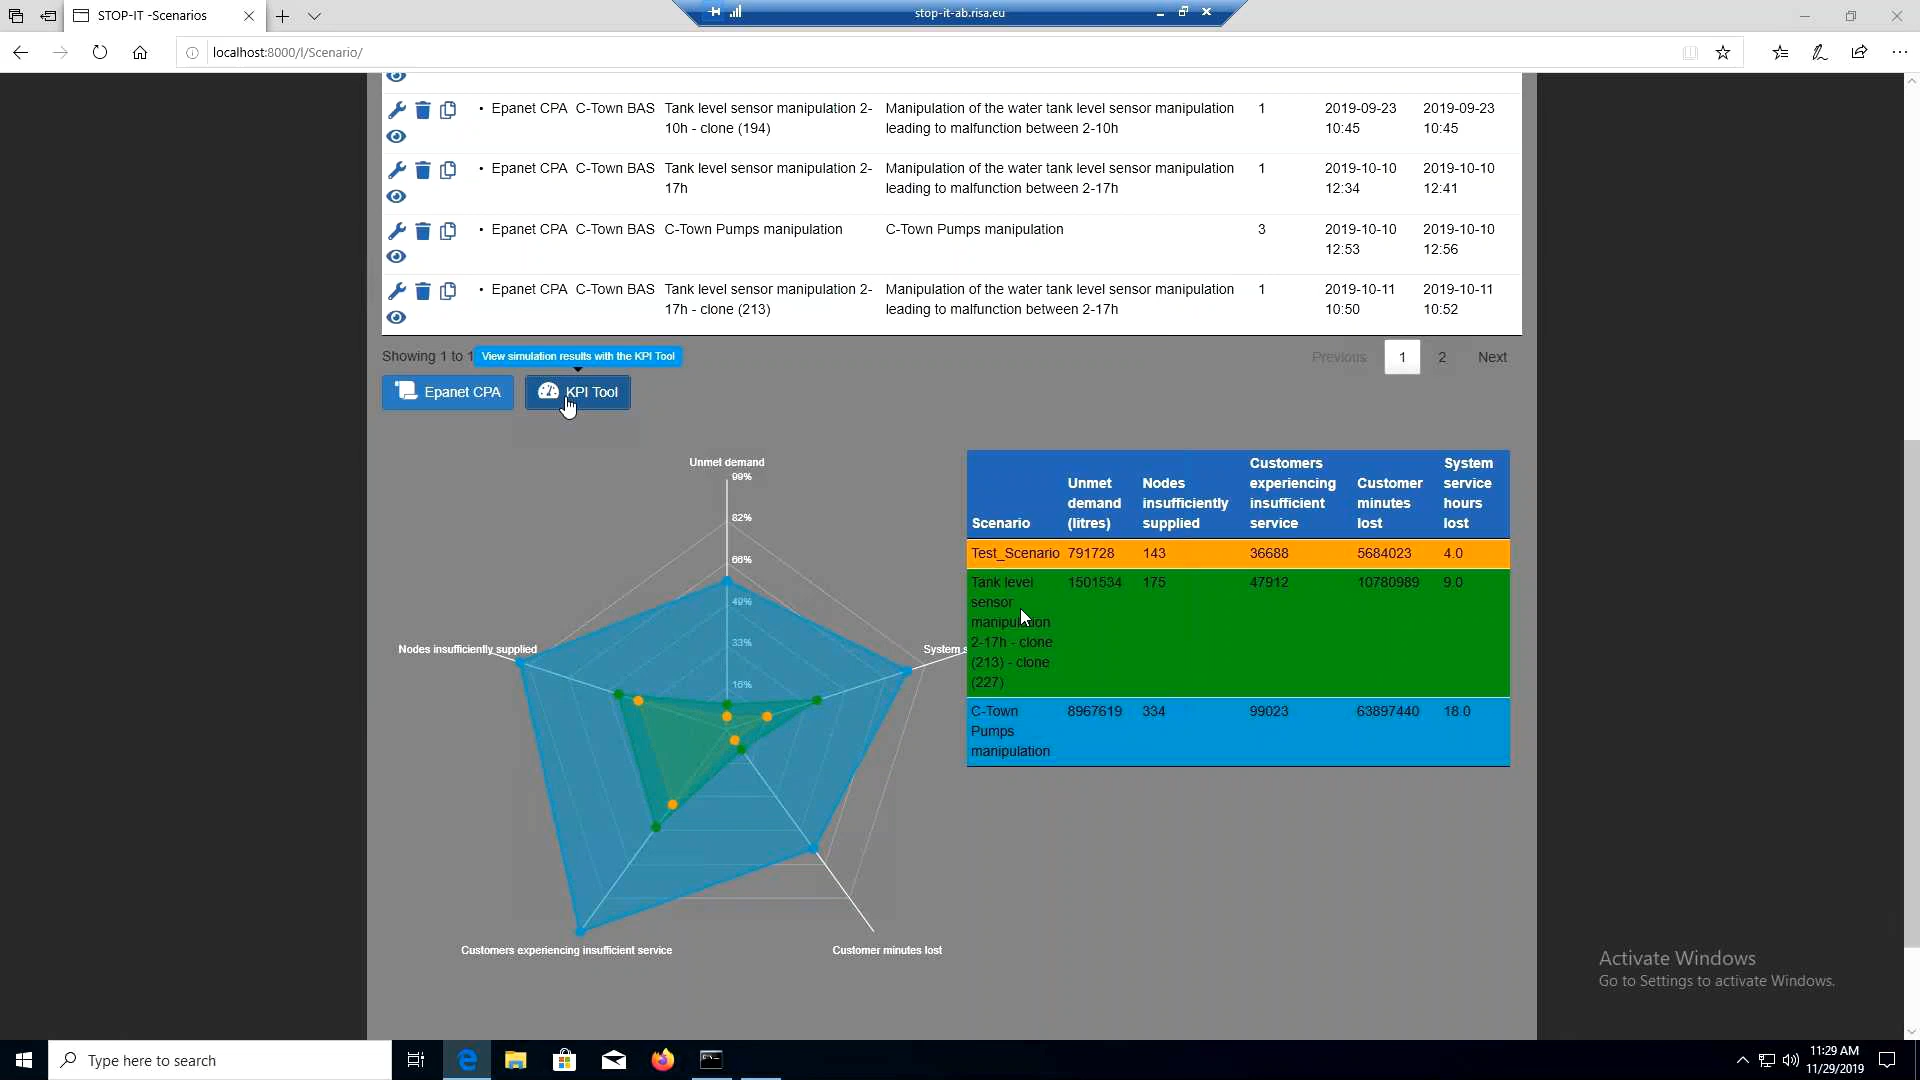 STOP-IT -Scenarios
stop-it-ab.risa.eu
localhost:8000/l/Scenario/
• Epanet CPA C-Town BAS Tank level sensor manipulation 2- Manipulation of the water tank level sensor manipulation 1 2019-09-23 2019-09-23
10h - clone (194) leading to malfunction between 2-10h 10:45 10:45
• Epanet CPA C-Town BAS Tank level sensor manipulation 2- Manipulation of the water tank level sensor manipulation 1 2019-10-10 2019-10-10
17h leading to malfunction between 2-17h 12:34 12:41
• Epanet CPA C-Town BAS C-Town Pumps manipulation C-Town Pumps manipulation 3 2019-10-10 2019-10-10
12:53 12:56
• Epanet CPA C-Town BAS Tank level sensor manipulation 2- Manipulation of the water tank level sensor manipulation 1 2019-10-11 2019-10-11
17h - clone (213) leading to malfunction between 2-17h 10:50 10:52
Showing 1 to 1 View simulation results with the KPI Tool Previous 1 2 Next
Epanet CPA KPI Tool
Unmet demand
99%
82%
66%
49%
33%
16%
Nodes insufficiently supplied
System s
Customers experiencing insufficient service
Customer minutes lost
Scenario
Unmet
demand
(litres)
Nodes
insufficiently
supplied
Customers
experiencing
insufficient
service
Customer
minutes
lost
System
service
hours
lost
Test_Scenario 791728 143 36688 5684023 4.0
Tank level 1501534 175 47912 10780989 9.0
sensor
2-17h - clone
(213) - clone
(227)
C-Town 8967619 334 99023 63897440 18.0
Pumps
manipulation
Activate Windows
Go to Settings to activate Windows.
Type here to search
11:29 AM
11/29/2019